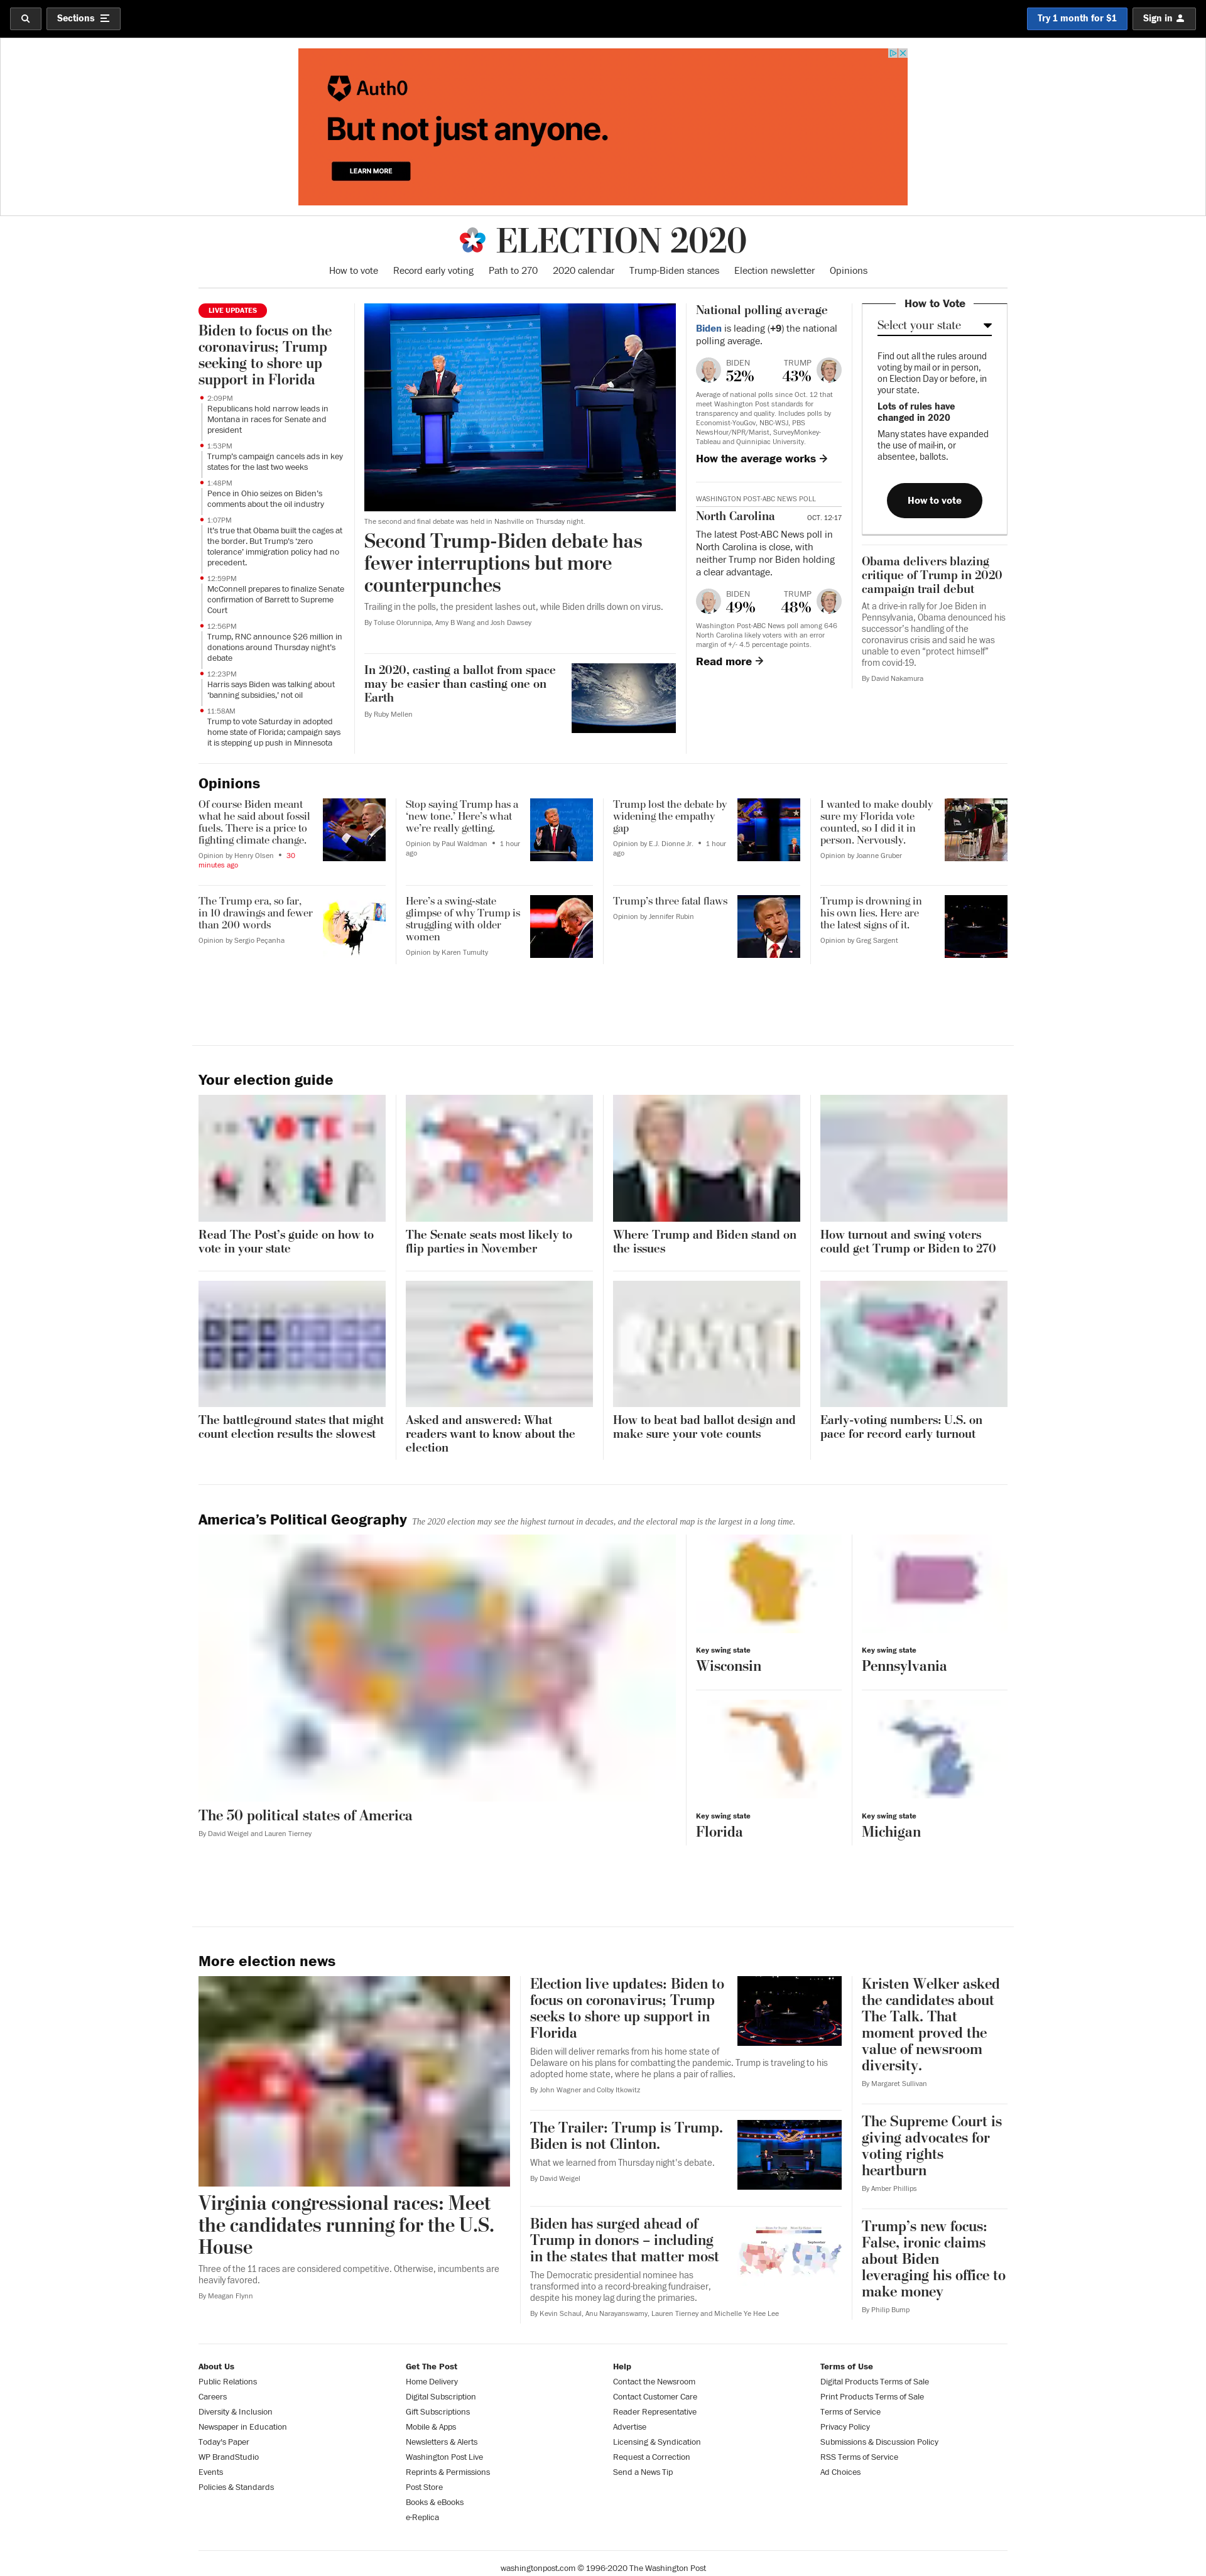 Sections
Try 1 month for $1
Sign in
Auth0
But not just anyone.
LEARN MORE
ELECTION 2020
How to vote
Record early voting
Path to 270
2020 calendar
Trump-Biden stances
Election newsletter
Opinions
LIVE UPDATES
Biden to focus on the
coronavirus; Trump
seeking to shore up
support in Florida
2:09PM
Republicans hold narrow leads in
Montana in races for Senate and
president
1:53PM
Trump's campaign cancels ads in key
states for the last two weeks
1:48PM
Pence in Ohio seizes on Biden's
comments about the oil industry
1:07PM
It's true that Obama built the cages at
the border. But Trump's 'zero
tolerance' immigration policy had no
precedent.
12:59PM
McConnell prepares to finalize Senate
confirmation of Barrett to Supreme
Court
12:56PM
Trump, RNC announce $26 million in
donations around Thursday night's
debate
12:23PM
Harris says Biden was talking about
'banning subsidies,' not oil
11:58AM
Trump to vote Saturday in adopted
home state of Florida; campaign says
it is stepping up push in Minnesota
The second and final debate was held in Nashville on Thursday night.
Second Trump-Biden debate has
fewer interruptions but more
counterpunches
Trailing in the polls, the president lashes out, while Biden drills down on virus.
By Toluse Olorunnipa, Amy B Wang and Josh Dawsey
In 2020, casting a ballot from space
may be easier than casting one on
Earth
By Ruby Mellen
National polling average
Biden is leading (+9) the national
polling average.
BIDEN
52%
TRUMP
43%
Average of national polls since Oct. 12 that
meet Washington Post standards for
transparency and quality. Includes polls by
Economist-YouGov, NBC-WSJ, PBS
NewsHour/NPR/Marist, SurveyMonkey-
Tableau and Quinnipiac University.
How the average works →
WASHINGTON POST-ABC NEWS POLL
North Carolina
OCT. 12-17
The latest Post-ABC News poll in
North Carolina is close, with
neither Trump nor Biden holding
a clear advantage.
BIDEN
49%
TRUMP
48%
Washington Post-ABC News poll among 646
North Carolina likely voters with an error
margin of +/- 4.5 percentage points.
Read more →
How to Vote
Select your state
Find out all the rules around
voting by mail or in person,
on Election Day or before, in
your state.
Lots of rules have
changed in 2020
Many states have expanded
the use of mail-in, or
absentee, ballots.
How to vote
Obama delivers blazing
critique of Trump in 2020
campaign trail debut
At a drive-in rally for Joe Biden in
Pennsylvania, Obama denounced his
successor's handling of the
coronavirus crisis and said he was
unable to even “protect himself”
from covid-19.
By David Nakamura
Opinions
Of course Biden meant
what he said about fossil
fuels. There is a price to
fighting climate change.
Opinion by Henry Olsen • 30
minutes ago
Stop saying Trump has a
‘new tone.’ Here’s what
we’re really getting.
Opinion by Paul Waldman • 1 hour
ago
Trump lost the debate by
widening the empathy
gap
Opinion by E.J. Dionne Jr. • 1 hour
ago
I wanted to make doubly
sure my Florida vote
counted, so I did it in
person. Nervously.
Opinion by Joanne Gruber
The Trump era, so far,
in 10 drawings and fewer
than 200 words
Opinion by Sergio Peçanha
Here’s a swing-state
glimpse of why Trump is
struggling with older
women
Opinion by Karen Tumulty
Trump’s three fatal flaws
Opinion by Jennifer Rubin
Trump is drowning in
his own lies. Here are
the latest signs of it.
Opinion by Greg Sargent
Your election guide
VOTE
Read The Post’s guide on how to
vote in your state
The Senate seats most likely to
flip parties in November
Where Trump and Biden stand on
the issues
How turnout and swing voters
could get Trump or Biden to 270
The battleground states that might
count election results the slowest
Asked and answered: What
readers want to know about the
election
How to beat bad ballot design and
make sure your vote counts
Early-voting numbers: U.S. on
pace for record early turnout
America’s Political Geography The 2020 election may see the highest turnout in decades, and the electoral map is the largest in a long time.
The 50 political states of America
By David Weigel and Lauren Tierney
Key swing state
Wisconsin
Key swing state
Pennsylvania
Key swing state
Florida
Key swing state
Michigan
More election news
Virginia congressional races: Meet
the candidates running for the U.S.
House
Three of the 11 races are considered competitive. Otherwise, incumbents are
heavily favored.
By Meagan Flynn
Election live updates: Biden to
focus on coronavirus; Trump
seeks to shore up support in
Florida
Biden will deliver remarks from his home state of
Delaware on his plans for combatting the pandemic. Trump is traveling to his
adopted home state, where he plans a pair of rallies.
By John Wagner and Colby Itkowitz
The Trailer: Trump is Trump.
Biden is not Clinton.
What we learned from Thursday night's debate.
By David Weigel
Biden has surged ahead of
Trump in donors – including
in the states that matter most
The Democratic presidential nominee has
transformed into a record-breaking fundraiser,
despite his money lag during the primaries.
By Kevin Schaul, Anu Narayanswamy, Lauren Tierney and Michelle Ye Hee Lee
Kristen Welker asked
the candidates about
The Talk. That
moment proved the
value of newsroom
diversity.
By Margaret Sullivan
The Supreme Court is
giving advocates for
voting rights
heartburn
By Amber Phillips
Trump’s new focus:
False, ironic claims
about Biden
leveraging his office to
make money
By Philip Bump
About Us
Public Relations
Careers
Diversity & Inclusion
Newspaper in Education
Today's Paper
WP BrandStudio
Events
Policies & Standards
Get The Post
Home Delivery
Digital Subscription
Gift Subscriptions
Mobile & Apps
Newsletters & Alerts
Washington Post Live
Reprints & Permissions
Post Store
Books & eBooks
e-Replica
Help
Contact the Newsroom
Contact Customer Care
Reader Representative
Advertise
Licensing & Syndication
Request a Correction
Send a News Tip
Terms of Use
Digital Products Terms of Sale
Print Products Terms of Sale
Terms of Service
Privacy Policy
Submissions & Discussion Policy
RSS Terms of Service
Ad Choices
washingtonpost.com © 1996-2020 The Washington Post